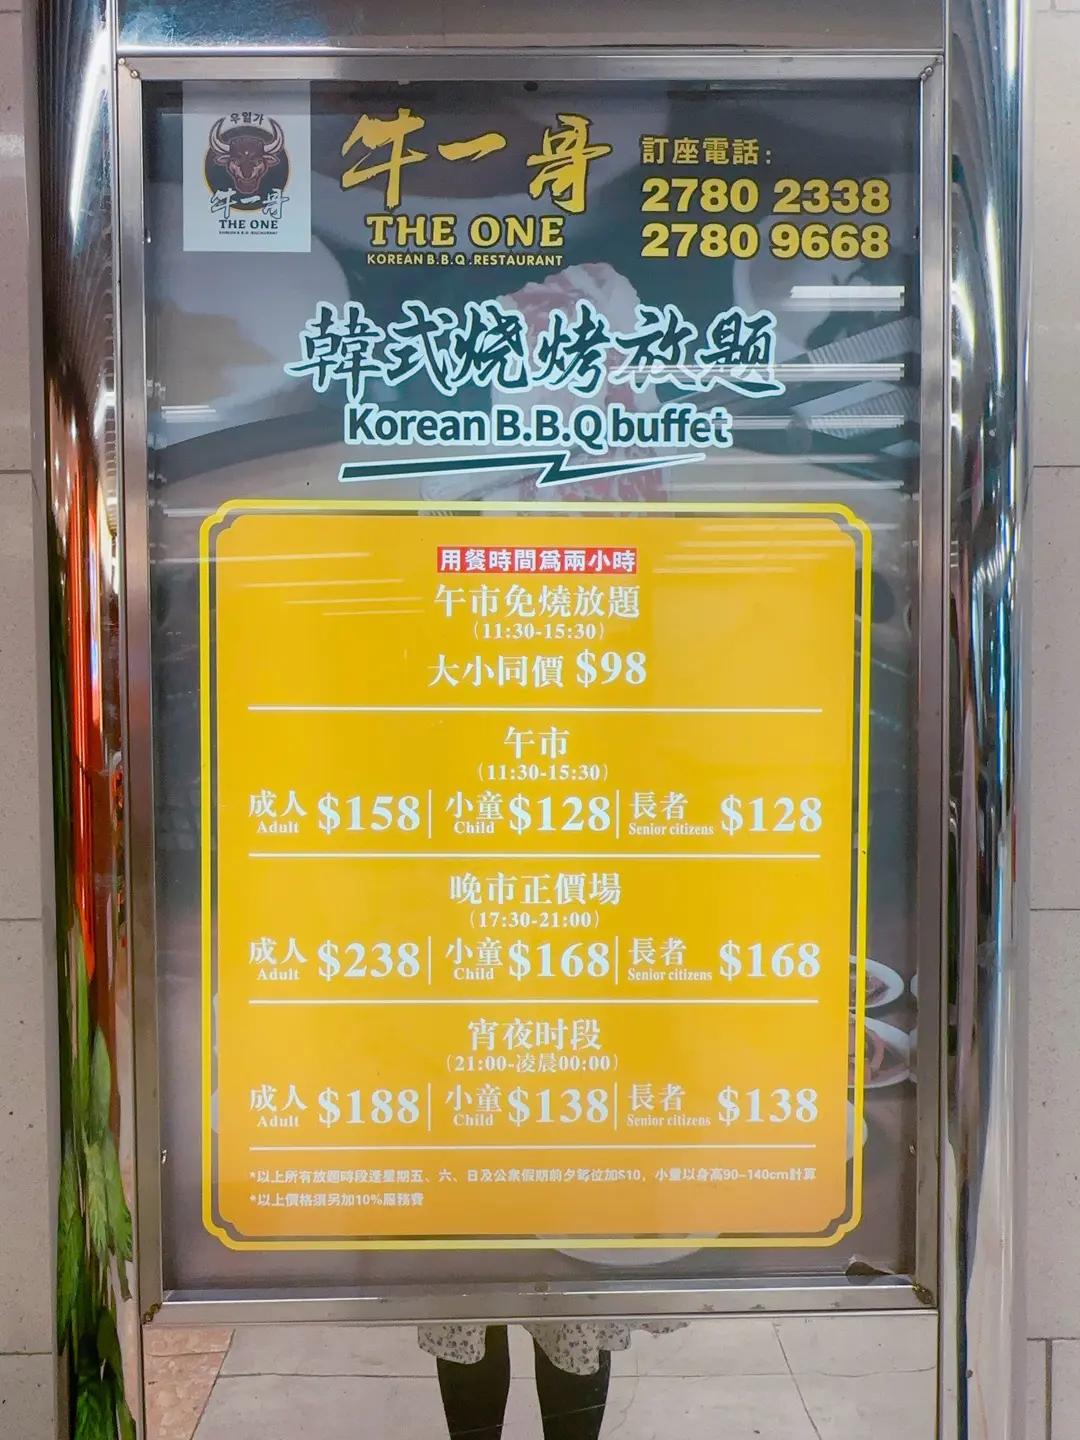 우일가
牛一哥
THE ONE
KOREAN B.B.Q.RESTAURANT
牛一哥
THE ONE
KOREAN B.B.Q.RESTAURANT
訂座電話:
2780 2338
2780 9668
韓式燒烤放題
Korean B.B.Q buffet
用餐時間為兩小時
午市免燒放題
(11:30-15:30)
大小同價 $98
午市
(11:30-15:30)
成人 Adult $158 | 小童 Child $128 | 長者 Senior citizens $128
晚市正價場
(17:30-21:00)
成人 Adult $238 | 小童 Child $168 | 長者 Senior citizens $168
宵夜时段
(21:00-凌晨00:00)
成人 Adult $188 | 小童 Child $138 | 長者 Senior citizens $138
*以上所有放題時段逢星期五、六、日及公眾假期前夕每位加$10，小童以身高90-140cm計算
*以上價格須另加10%服務費